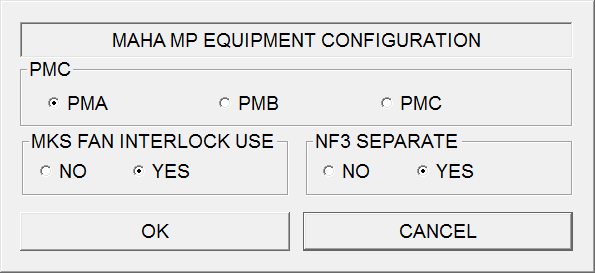 MAHA MP EQUIPMENT CONFIGURATION
PMC
PMA PMB PMC
MKS FAN INTERLOCK USE NF3 SEPARATE
NO YES NO YES
OK CANCEL